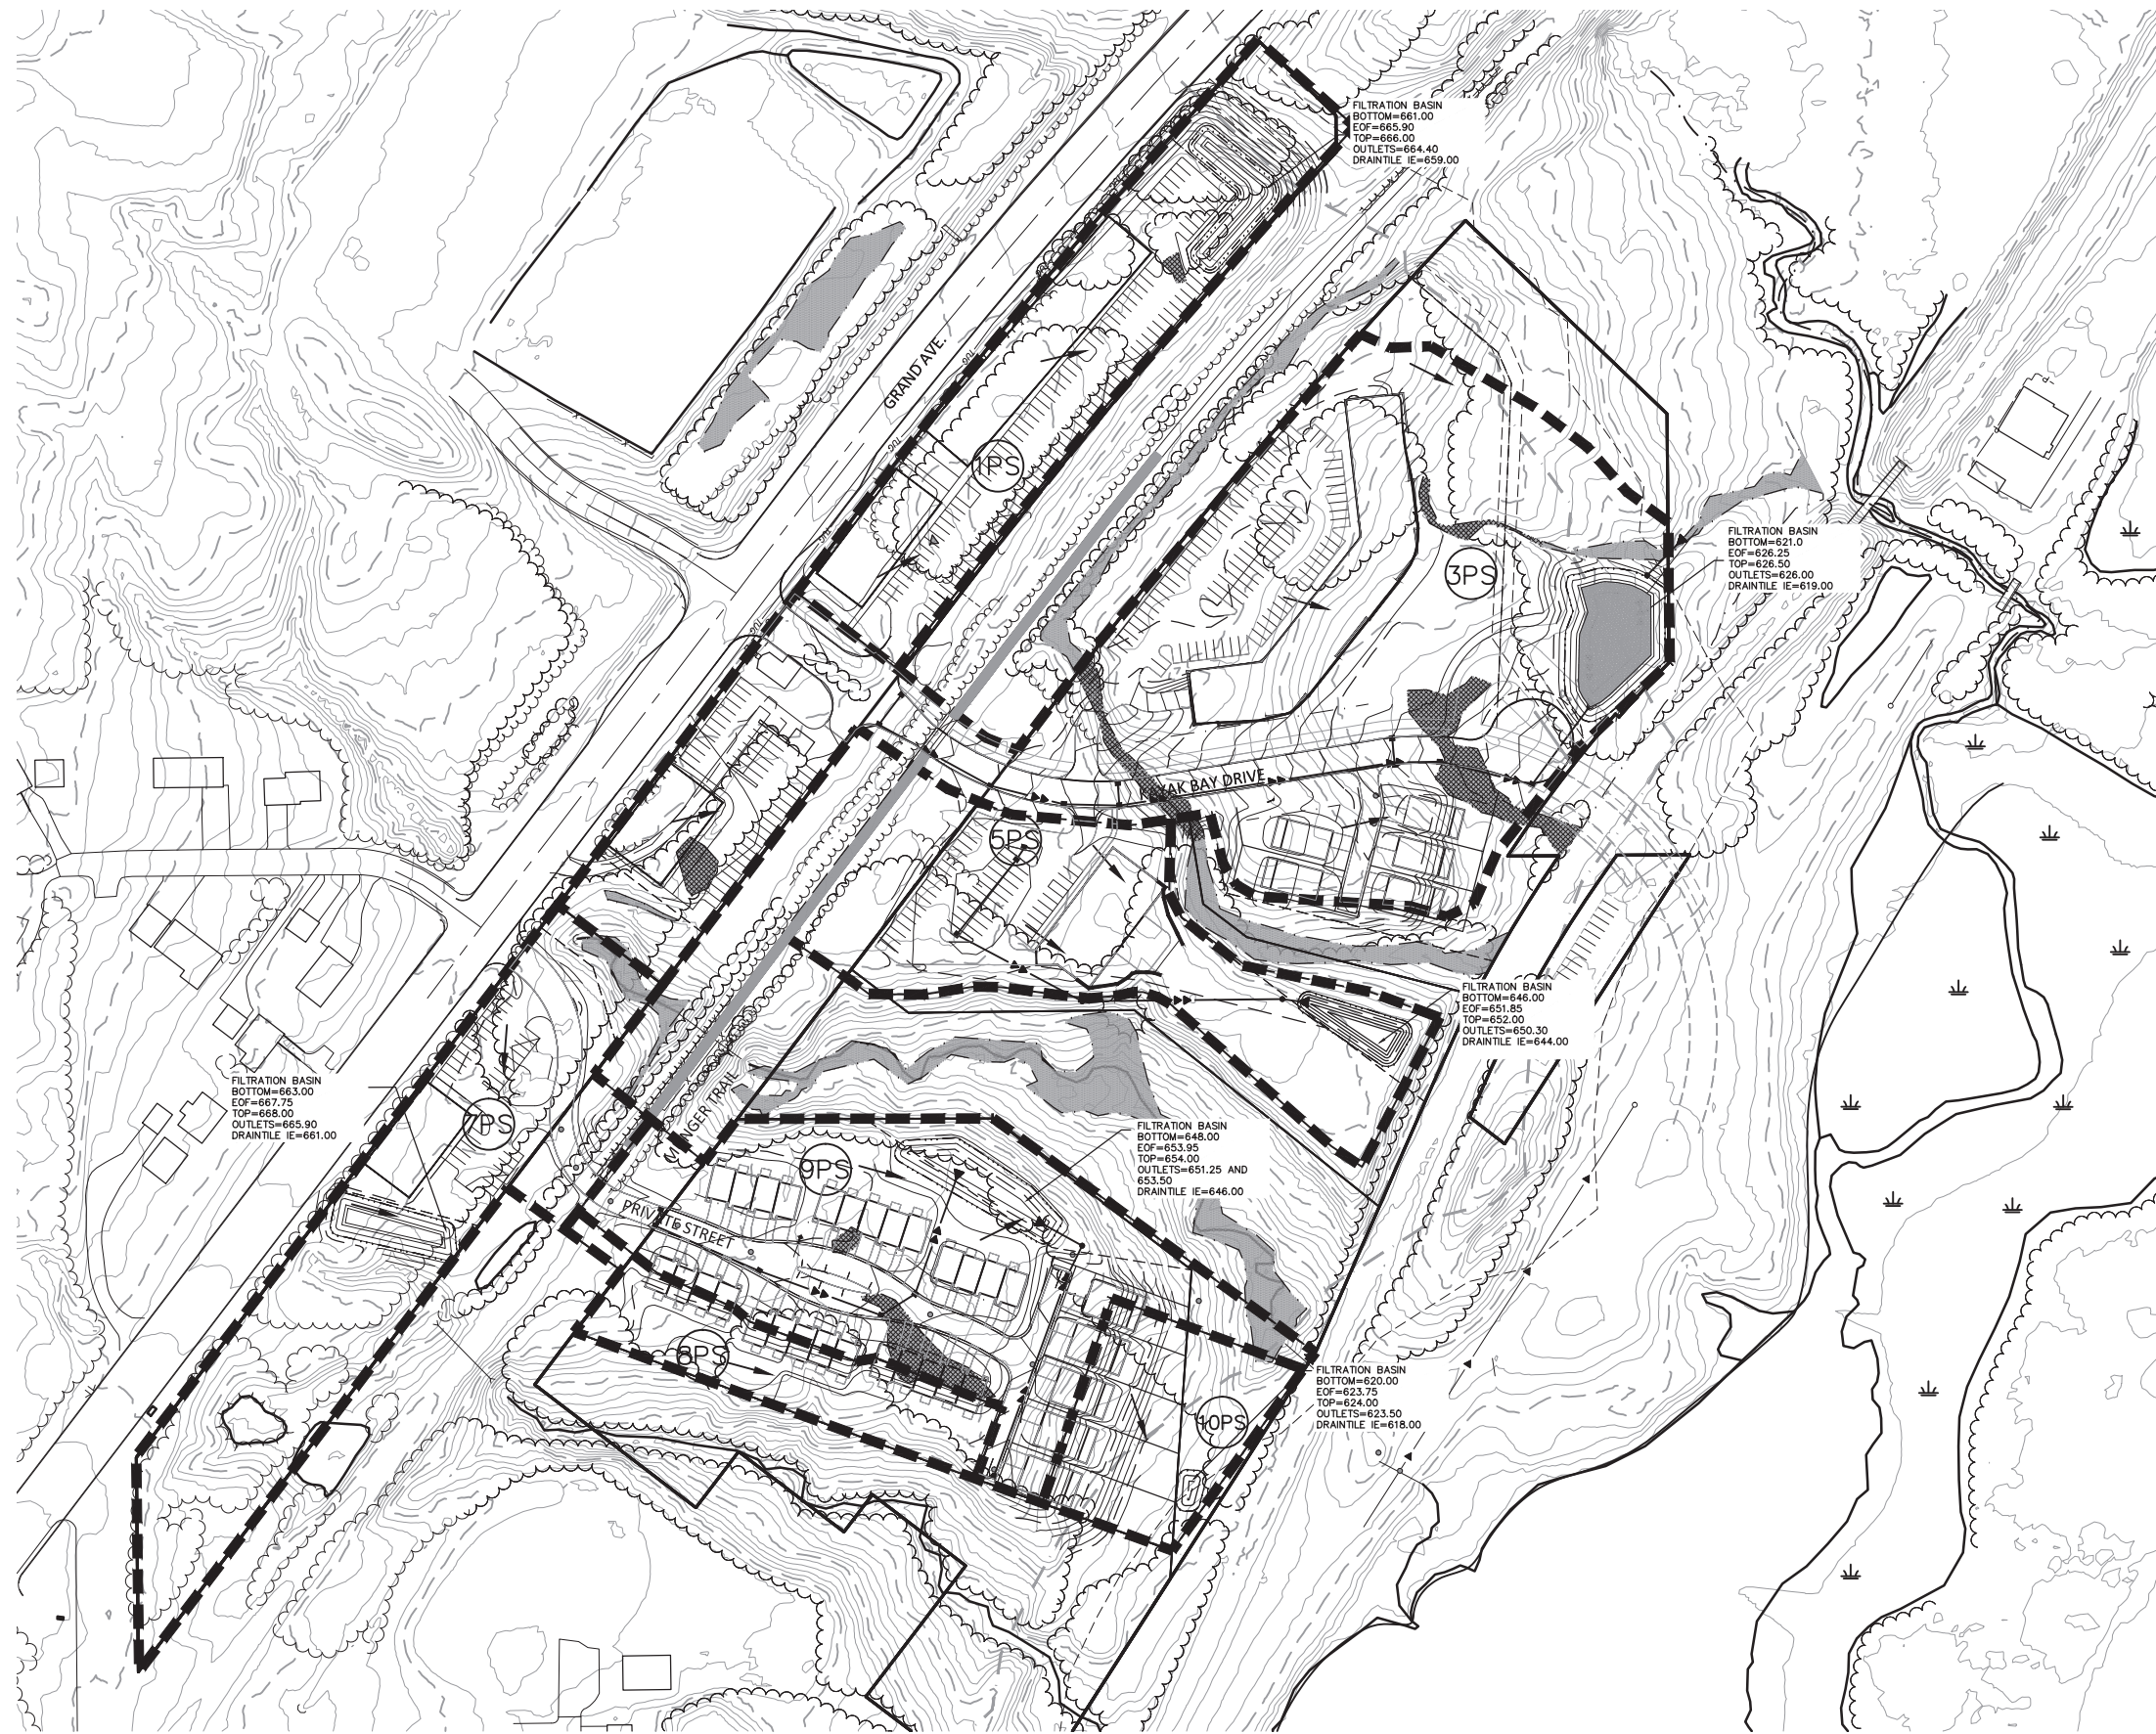 FILTRATION BASIN
BOTTOM=661.00
EOF=665.90
TOP=666.00
OUTLETS=664.40
DRAINTILE IE=659.00
GRAND AVE.
1PS
3PS
FILTRATION BASIN
BOTTOM=621.0
EOF=626.25
TOP=626.50
OUTLETS=626.00
DRAINTILE IE=619.00
KAYAK BAY DRIVE
5PS
FILTRATION BASIN
BOTTOM=646.00
EOF=651.85
TOP=652.00
OUTLETS=650.30
DRAINTILE IE=644.00
FILTRATION BASIN
BOTTOM=663.00
EOF=667.75
TOP=668.00
OUTLETS=665.90
DRAINTILE IE=661.00
7PS
MUNGER TRAIL
FILTRATION BASIN
BOTTOM=648.00
EOF=653.95
TOP=654.00
OUTLETS=651.25 AND
653.50
DRAINTILE IE=646.00
9PS
PRIVATE STREET
8PS
10PS
FILTRATION BASIN
BOTTOM=620.00
EOF=623.75
TOP=624.00
OUTLETS=623.50
DRAINTILE IE=618.00